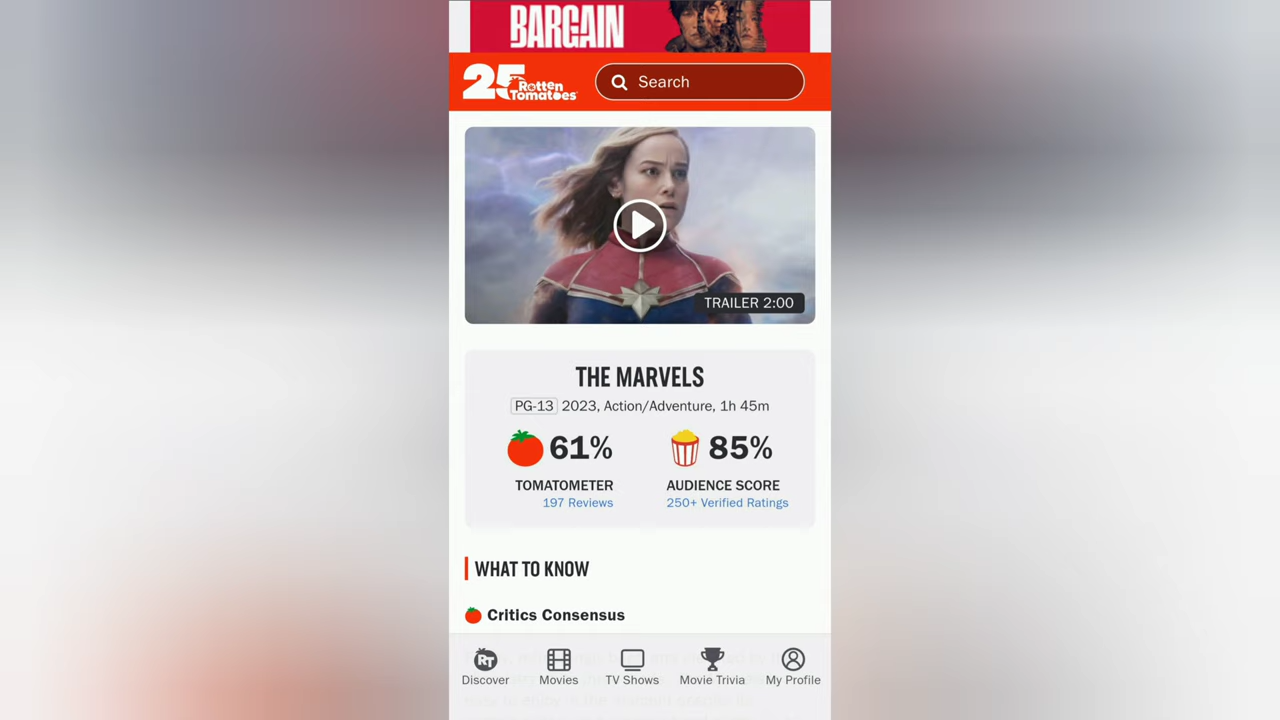 BARGAIN
25 Rotten
Tomatoes
Search
TRAILER 2:00
THE MARVELS
PG-13 2023, Action/Adventure, 1h 45m
61% 85%
TOMATOMETER AUDIENCE SCORE
197 Reviews 250+ Verified Ratings
WHAT TO KNOW
Critics Consensus
RT
Discover Movies TV Shows Movie Trivia My Profile